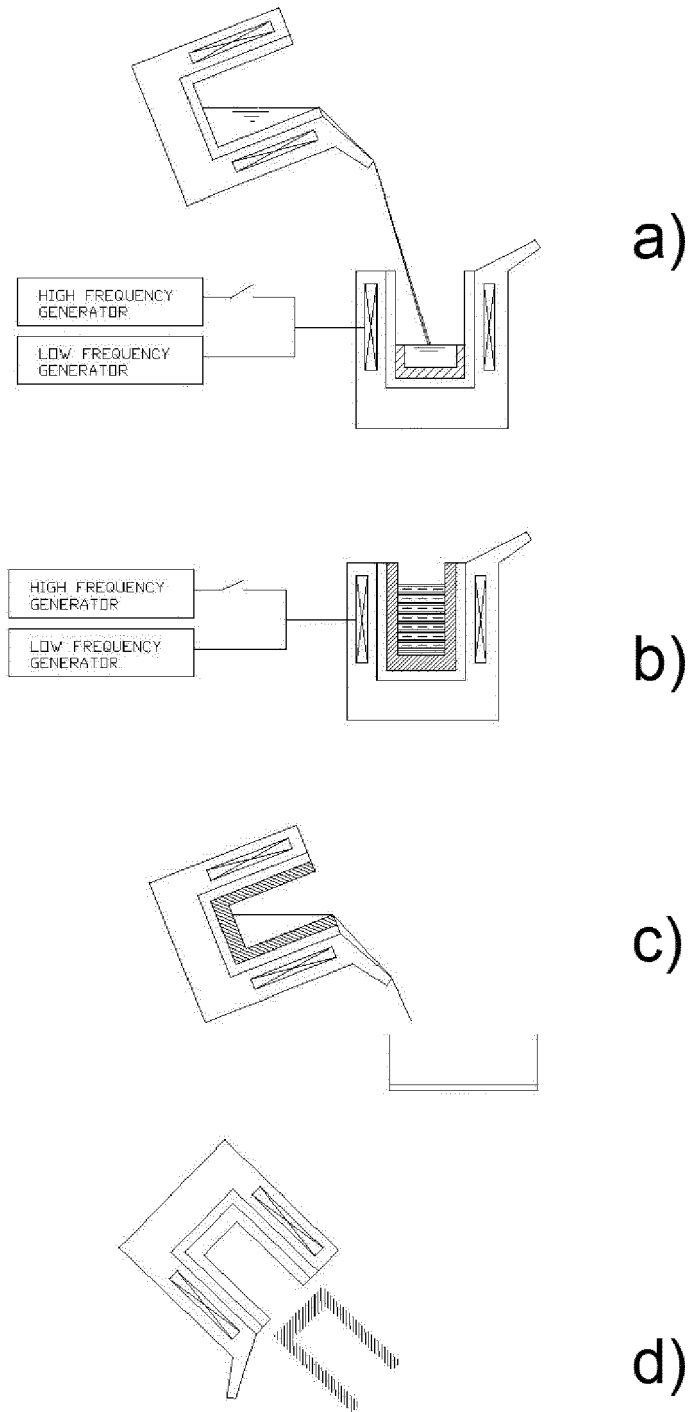 a)
HIGH FREQUENCY
GENERATOR
LOW FREQUENCY
GENERATOR
b)
HIGH FREQUENCY
GENERATOR
LOW FREQUENCY
GENERATOR
c)
d)